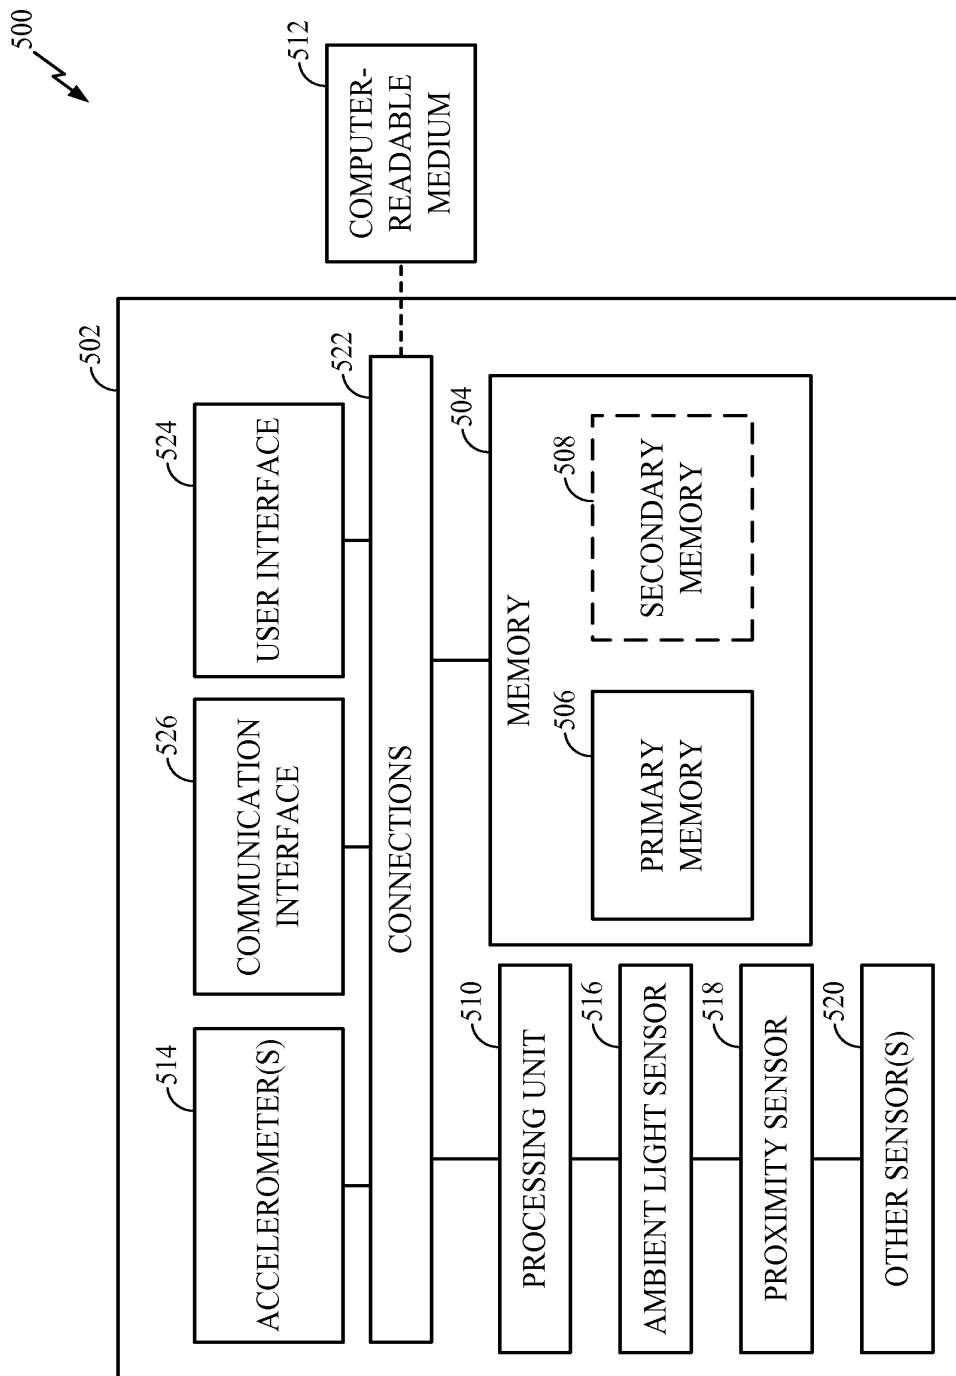 500
502
514
ACCELEROMETER(S)
526
COMMUNICATION
INTERFACE
524
USER INTERFACE
522
CONNECTIONS
512
COMPUTER-
READABLE
MEDIUM
510
PROCESSING UNIT
516
AMBIENT LIGHT SENSOR
518
PROXIMITY SENSOR
520
OTHER SENSOR(S)
504
MEMORY
506
PRIMARY
MEMORY
508
SECONDARY
MEMORY